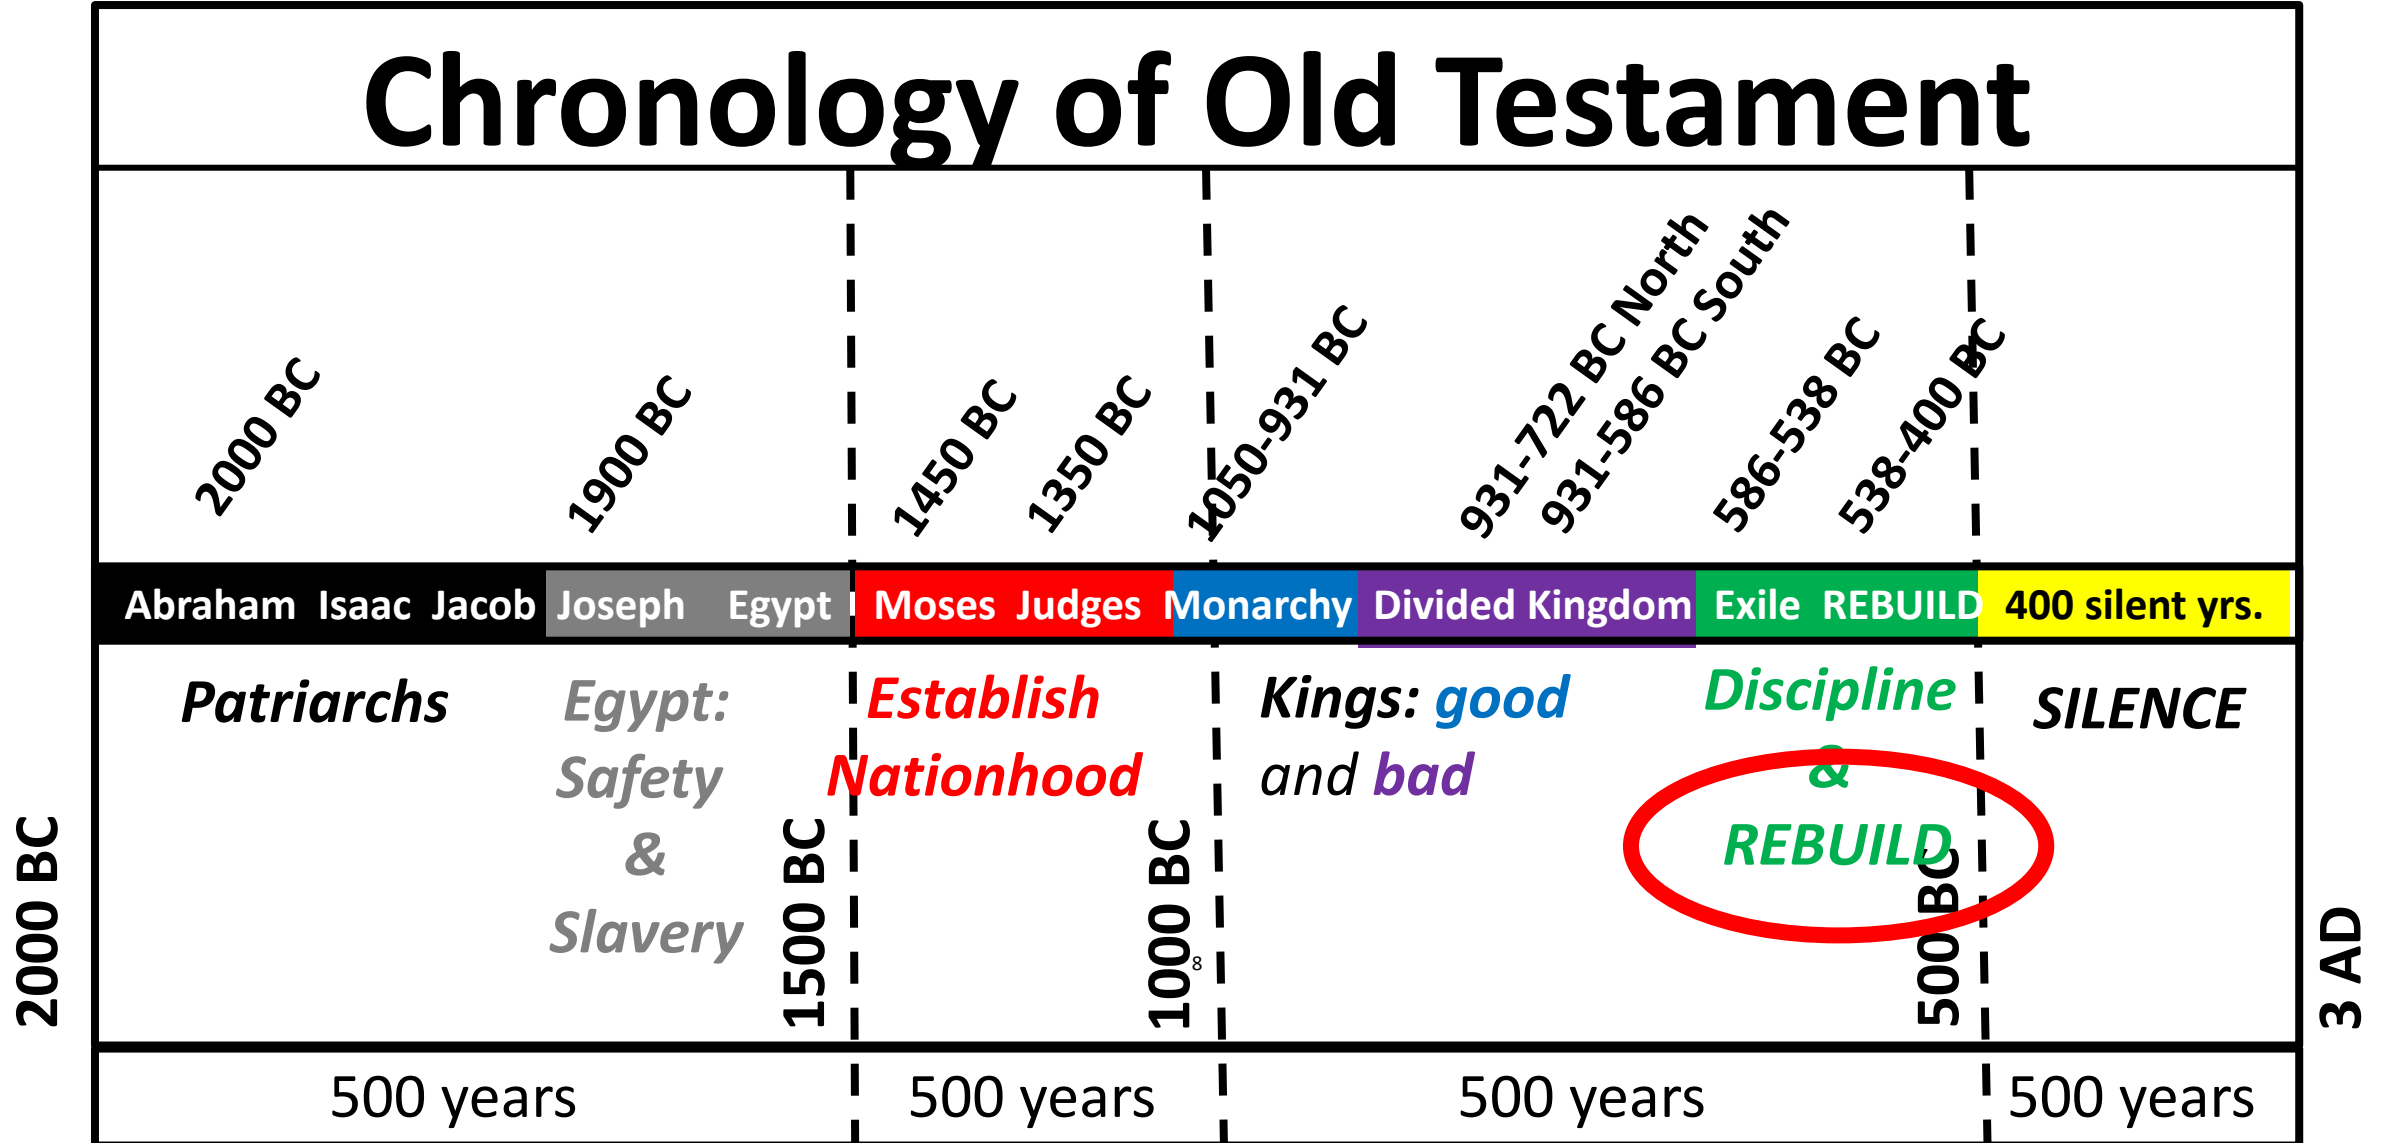 Chronology of Old Testament
2000 BC
1900 BC
1450 BC
1350 BC
1050-931 BC
931-722 BC North
931-586 BC South
586-538 BC
538-400 BC
Abraham Isaac Jacob Joseph Egypt Moses Judges Monarchy Divided Kingdom Exile REBUILD 400 silent yrs.
Patriarchs
Egypt:
Safety
&
Slavery
Establish
Nationhood
Kings: good
and bad
Discipline
&
REBUILD
SILENCE
2000 BC
1500 BC
1000 BC
8
500 BC
3 AD
500 years
500 years
500 years
500 years